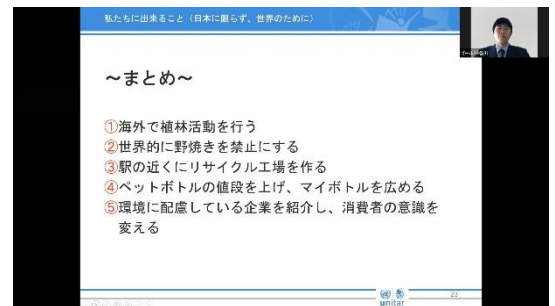 私たちに出来ること（日本に限らず、世界のために）
～まとめ～
①海外で植林活動を行う
②世界的に野焼きを禁止にする
③駅の近くにリサイクル工場を作る
④ペットボトルの値段を上げ、マイボトルを広める
⑤環境に配慮している企業を紹介し、消費者の意識を
変える
unitar
23